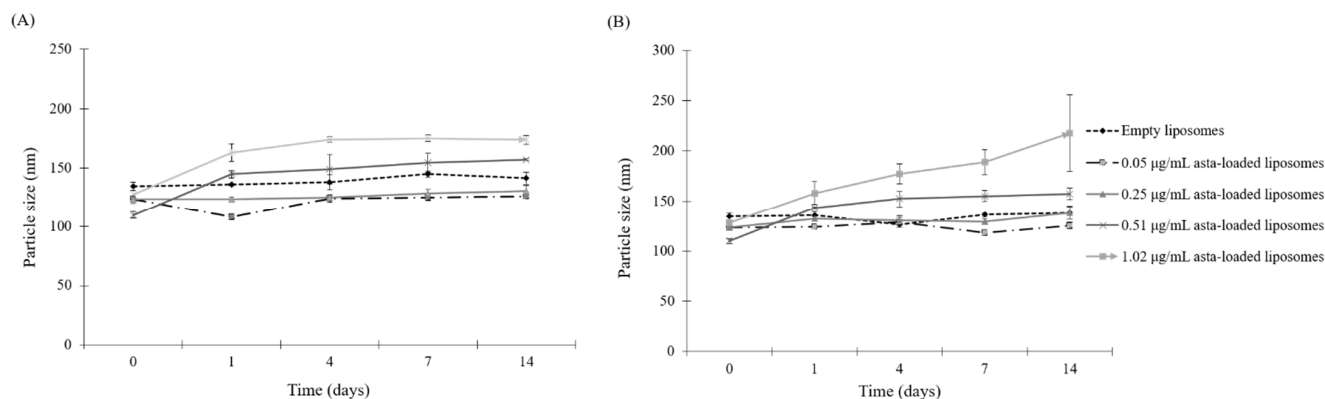 (A)
250
200
150
100
50
0
Particle size (nm)
0 1 4 7 14
Time (days)
(B)
300
250
200
150
100
50
0
Particle size (nm)
0 1 4 7 14
Time (days)
Empty liposomes
0.05 µg/mL asta-loaded liposomes
0.25 µg/mL asta-loaded liposomes
0.51 µg/mL asta-loaded liposomes
1.02 µg/mL asta-loaded liposomes